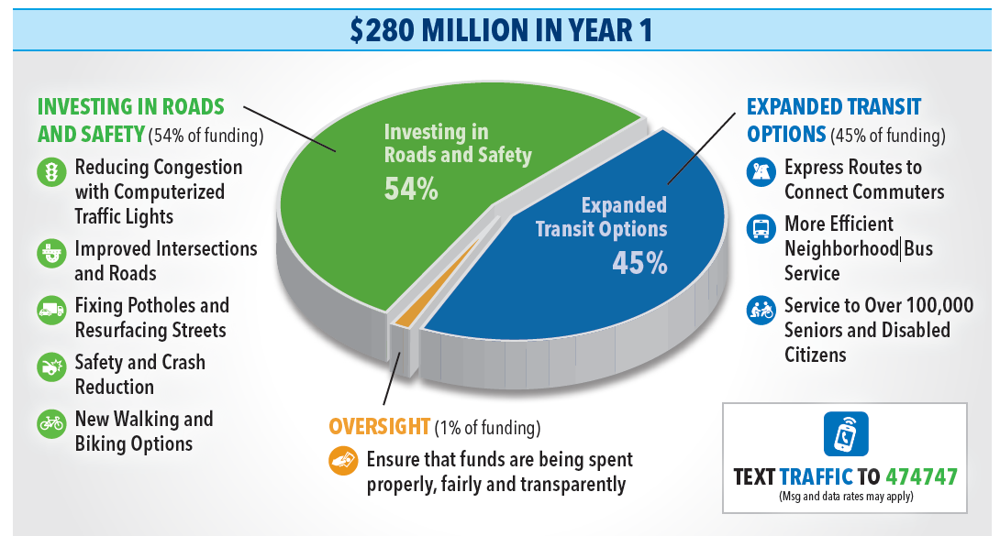 $280 MILLION IN YEAR 1
INVESTING IN ROADS
AND SAFETY (54% of funding)
Reducing Congestion
with Computerized
Traffic Lights
Improved Intersections
and Roads
Fixing Potholes and
Resurfacing Streets
Safety and Crash
Reduction
New Walking and
Biking Options
Investing in
Roads and Safety
54%
Expanded
Transit Options
45%
OVERSIGHT (1% of funding)
Ensure that funds are being spent
properly, fairly and transparently
EXPANDED TRANSIT
OPTIONS (45% of funding)
Express Routes to
Connect Commuters
More Efficient
Neighborhood Bus
Service
Service to Over 100,000
Seniors and Disabled
Citizens
TEXT TRAFFIC TO 474747
(Msg and data rates may apply)